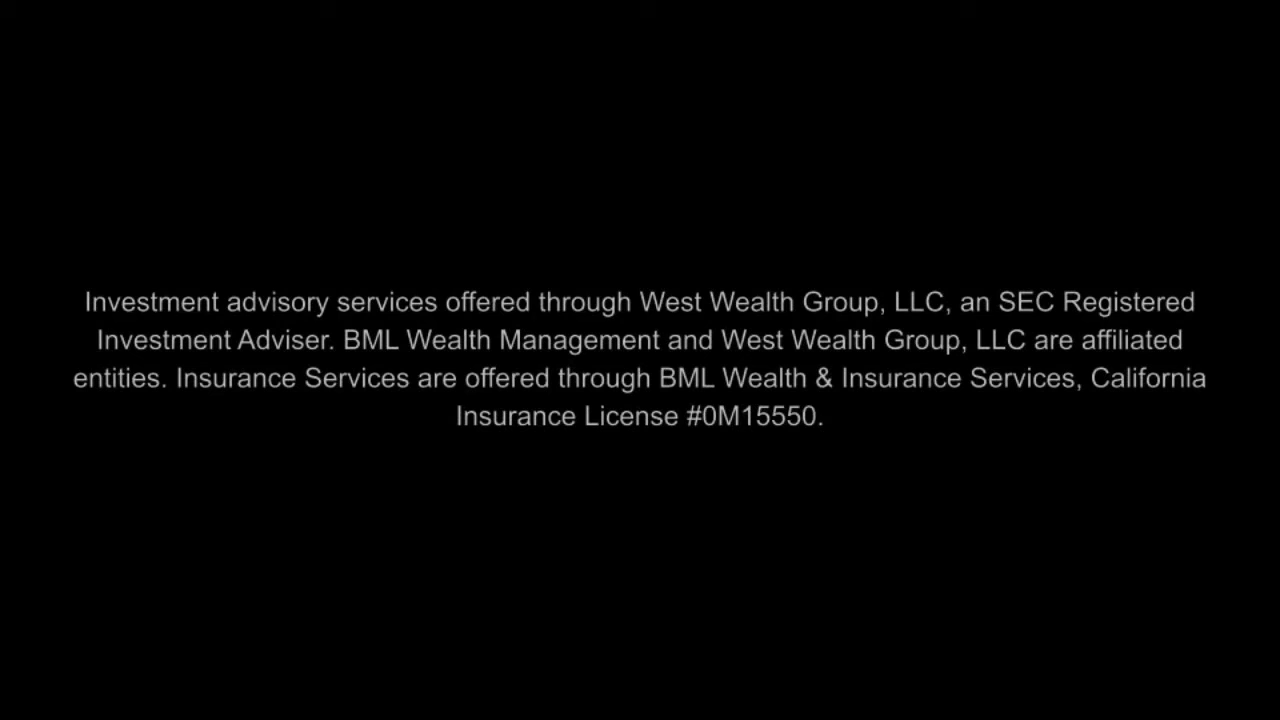 Investment advisory services offered through West Wealth Group, LLC, an SEC Registered
Investment Adviser. BML Wealth Management and West Wealth Group, LLC are affiliated
entities. Insurance Services are offered through BML Wealth & Insurance Services, California
Insurance License #0M15550.